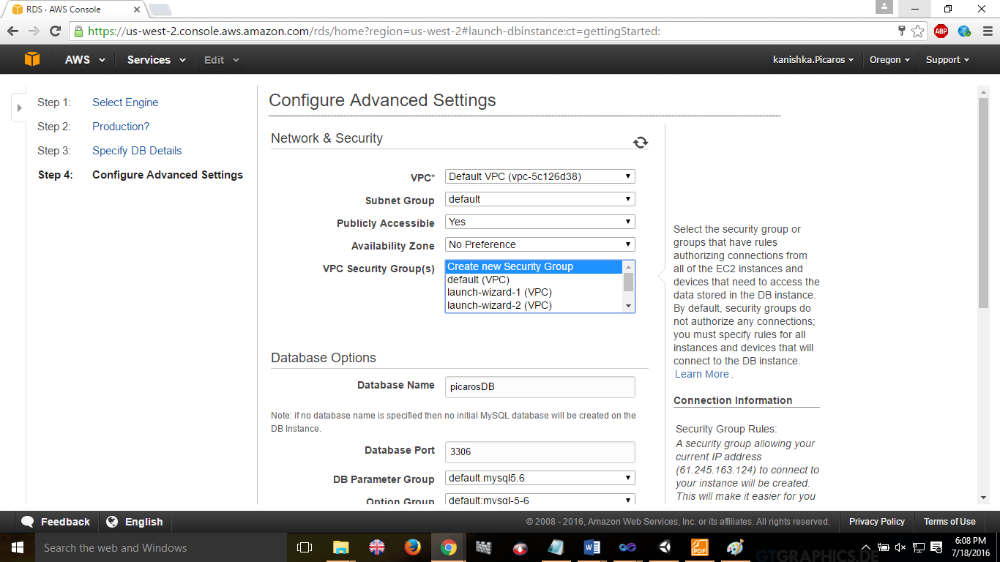 RDS · AWS Console
https://us-west-2.console.aws.amazon.com/rds/home?region=us-west-2#launch-dbinstance:ct=gettingStarted:
ABP
AWS
Services
Edit
kanishka.Picaros
Oregon
Support
Step 1: Select Engine
Step 2: Production?
Step 3: Specify DB Details
Step 4: Configure Advanced Settings
Configure Advanced Settings
Network & Security
VPC* Default VPC (vpc-5c126d38)
Subnet Group default
Publicly Accessible Yes
Availability Zone No Preference
VPC Security Group(s) Create new Security Group
default (VPC)
launch-wizard-1 (VPC)
launch-wizard-2 (VPC)
Database Options
Database Name picarosDB
Note: if no database name is specified then no initial MySQL database will be created on the
DB Instance.
Database Port 3306
DB Parameter Group default.mysql5.6
Option Group default:mysql-5-6
Select the security group or
groups that have rules
authorizing connections from
all of the EC2 instances and
devices that need to access the
data stored in the DB instance.
By default, security groups do
not authorize any connections;
you must specify rules for all
instances and devices that will
connect to the DB instance.
Learn More.
Connection Information
Security Group Rules:
A security group allowing your
current IP address
(61.245.163.124) to connect to
your instance will be created.
This will make it easier for you
Feedback
English
© 2008 - 2016, Amazon Web Services, Inc. or its affiliates. All rights reserved.
Privacy Policy
Terms of Use
Search the web and Windows
PDF
GTGRAPHICS.DE
6:08 PM
7/18/2016